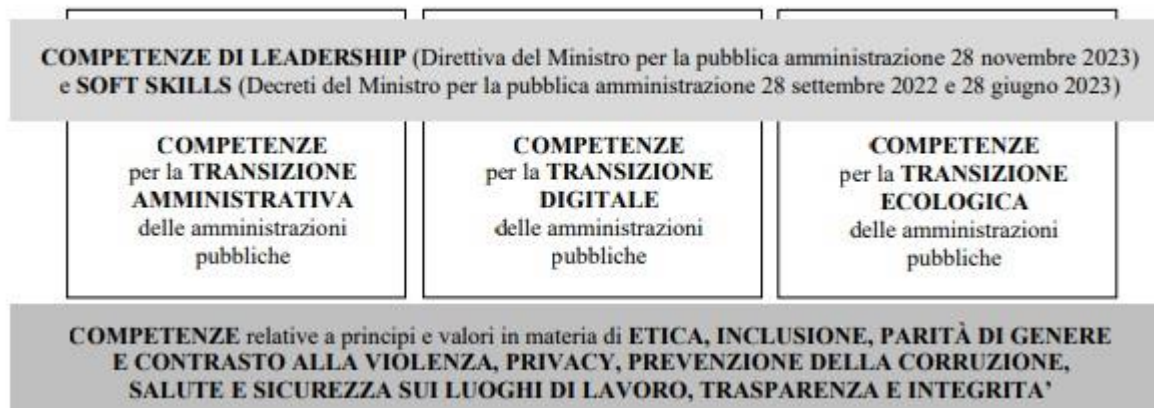 COMPETENZE DI LEADERSHIP (Direttiva del Ministro per la pubblica amministrazione 28 novembre 2023)
e SOFT SKILLS (Decreti del Ministro per la pubblica amministrazione 28 settembre 2022 e 28 giugno 2023)
COMPETENZE
per la TRANSIZIONE
AMMINISTRATIVA
delle amministrazioni
pubbliche
COMPETENZE
per la TRANSIZIONE
DIGITALE
delle amministrazioni
pubbliche
COMPETENZE
per la TRANSIZIONE
ECOLOGICA
delle amministrazioni
pubbliche
COMPETENZE relative a principi e valori in materia di ETICA, INCLUSIONE, PARITÀ DI GENERE
E CONTRASTO ALLA VIOLENZA, PRIVACY, PREVENZIONE DELLA CORRUZIONE,
SALUTE E SICUREZZA SUI LUOGHI DI LAVORO, TRASPARENZA E INTEGRITA’